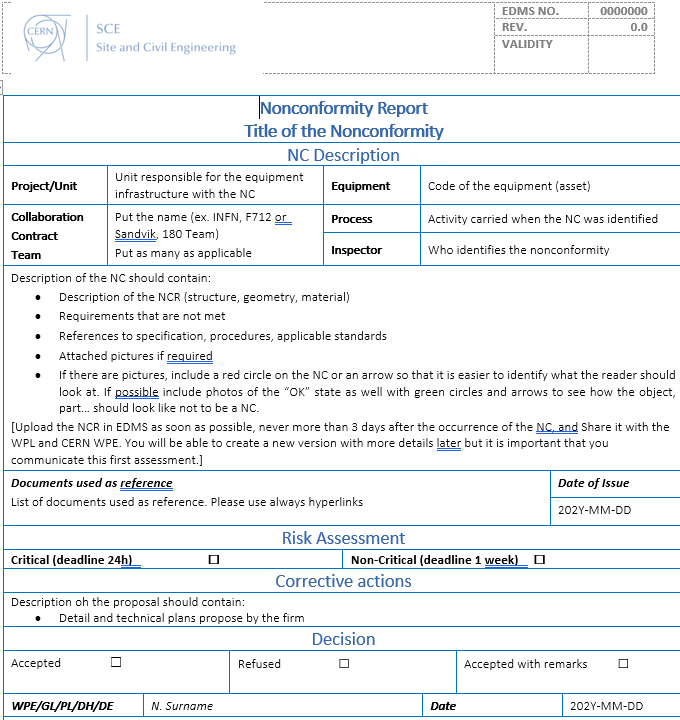 CERN
SCE
Site and Civil Engineering
EDMS NO. 0000000
REV. 0.0
VALIDITY
Nonconformity Report
Title of the Nonconformity
NC Description
Project/Unit
Unit responsible for the equipment
infrastructure with the NC
Equipment
Code of the equipment (asset)
Collaboration
Contract
Team
Put the name (ex. INFN, F712 or
Sandvik, 180 Team)
Put as many as applicable
Process
Activity carried when the NC was identified
Inspector
Who identifies the nonconformity
Description of the NC should contain:
• Description of the NCR (structure, geometry, material)
• Requirements that are not met
• References to specification, procedures, applicable standards
• Attached pictures if required
• If there are pictures, include a red circle on the NC or an arrow so that it is easier to identify what the reader should
look at. If possible include photos of the “OK” state as well with green circles and arrows to see how the object,
part… should look like not to be a NC.
[Upload the NCR in EDMS as soon as possible, never more than 3 days after the occurrence of the NC, and Share it with the
WPL and CERN WPE. You will be able to create a new version with more details later but it is important that you
communicate this first assessment.]
Documents used as reference
List of documents used as reference. Please use always hyperlinks
Date of Issue
202Y-MM-DD
Risk Assessment
Critical (deadline 24h) ☐
Non-Critical (deadline 1 week) ☐
Corrective actions
Description oh the proposal should contain:
• Detail and technical plans propose by the firm
Decision
Accepted ☐
Refused ☐
Accepted with remarks ☐
WPE/GL/PL/DH/DE
N. Surname
Date
202Y-MM-DD